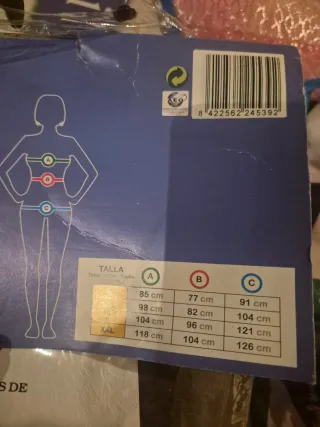 8 422562 245392
A
B
C
TALLA
A B C
85 cm 77 cm 91 cm
98 cm 82 cm 104 cm
104 cm 96 cm 121 cm
XXL 118 cm 104 cm 126 cm
S DE